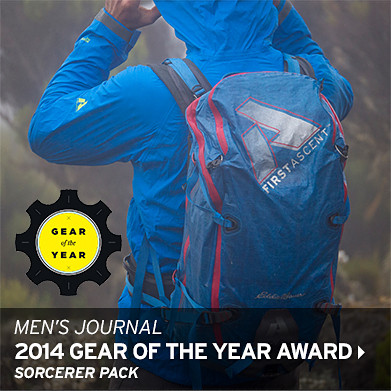 FIRSTASCENT
Eddie Bauer
GEAR
of the
YEAR
MEN'S JOURNAL
2014 GEAR OF THE YEAR AWARD
SORCERER PACK